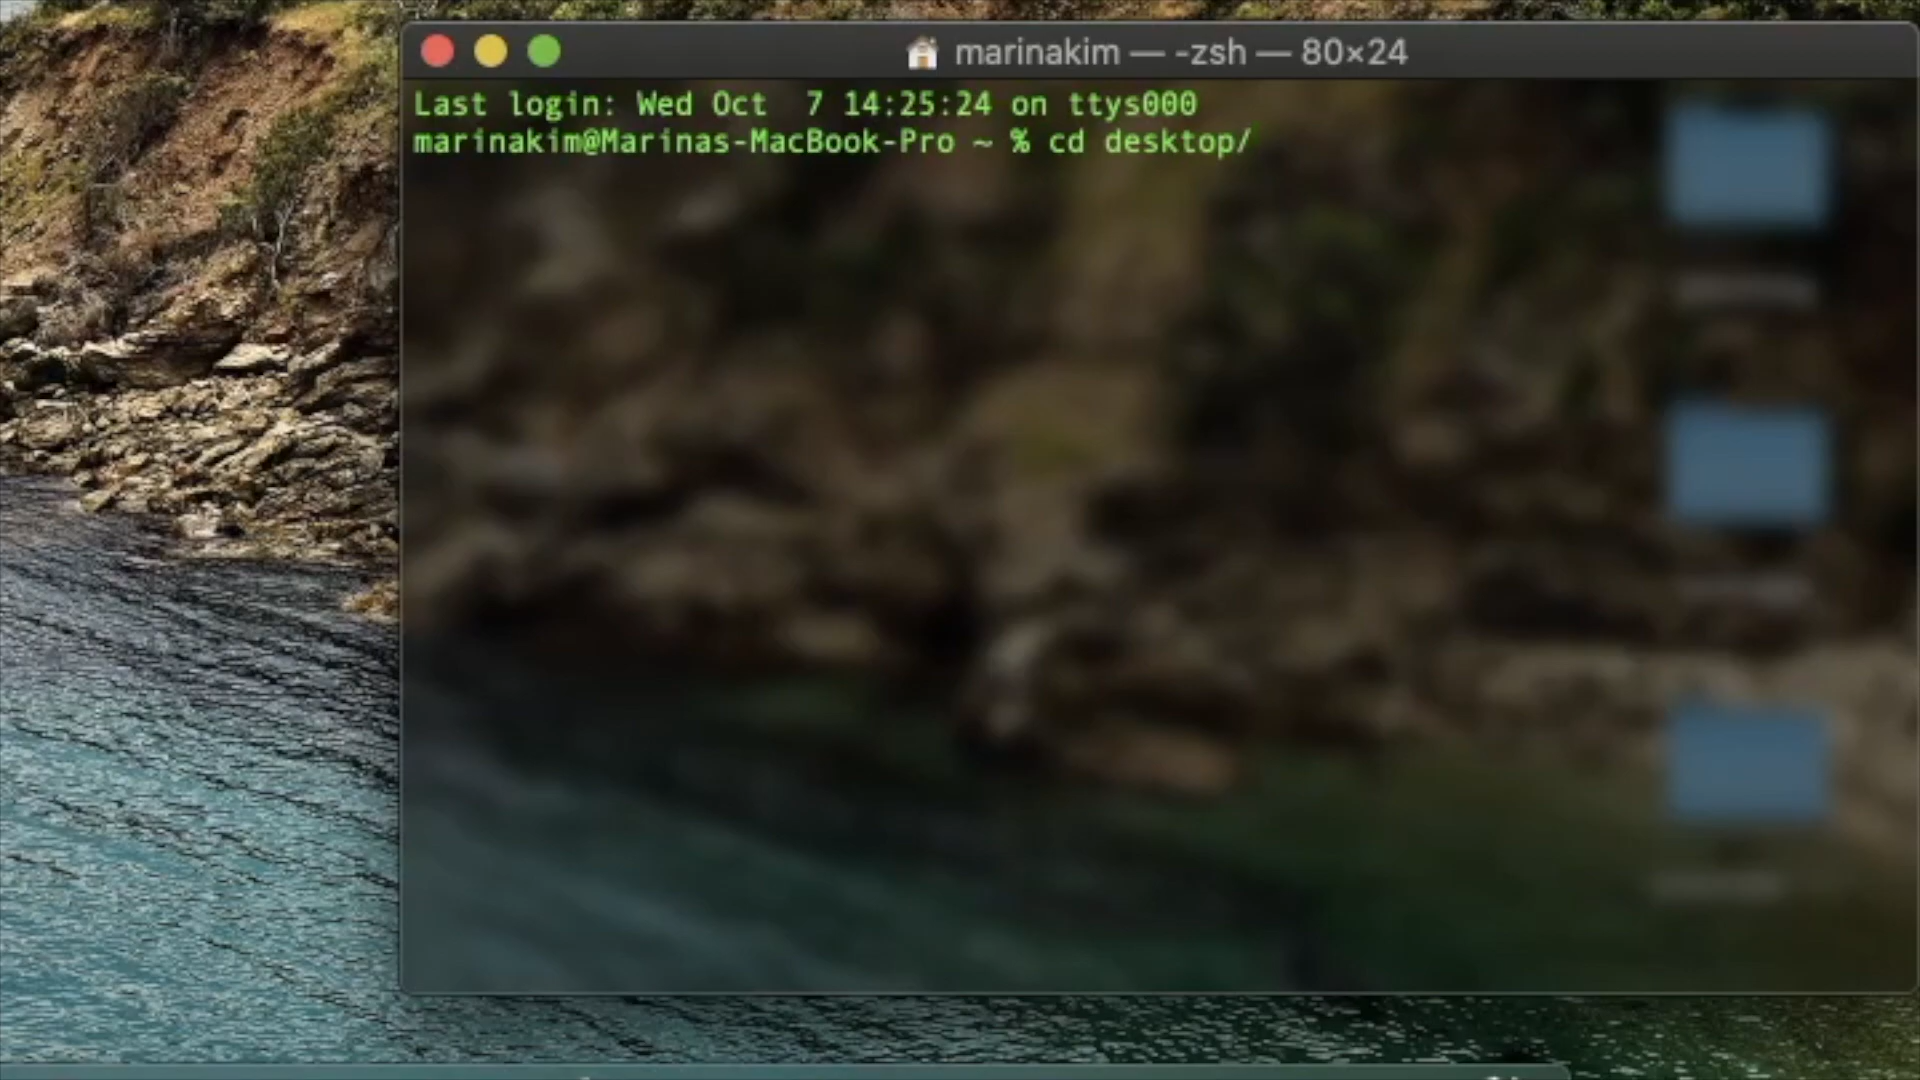 marinakim — -zsh — 80×24
Last login: Wed Oct  7 14:25:24 on ttys000
marinakim@Marinas-MacBook-Pro ~ % cd desktop/